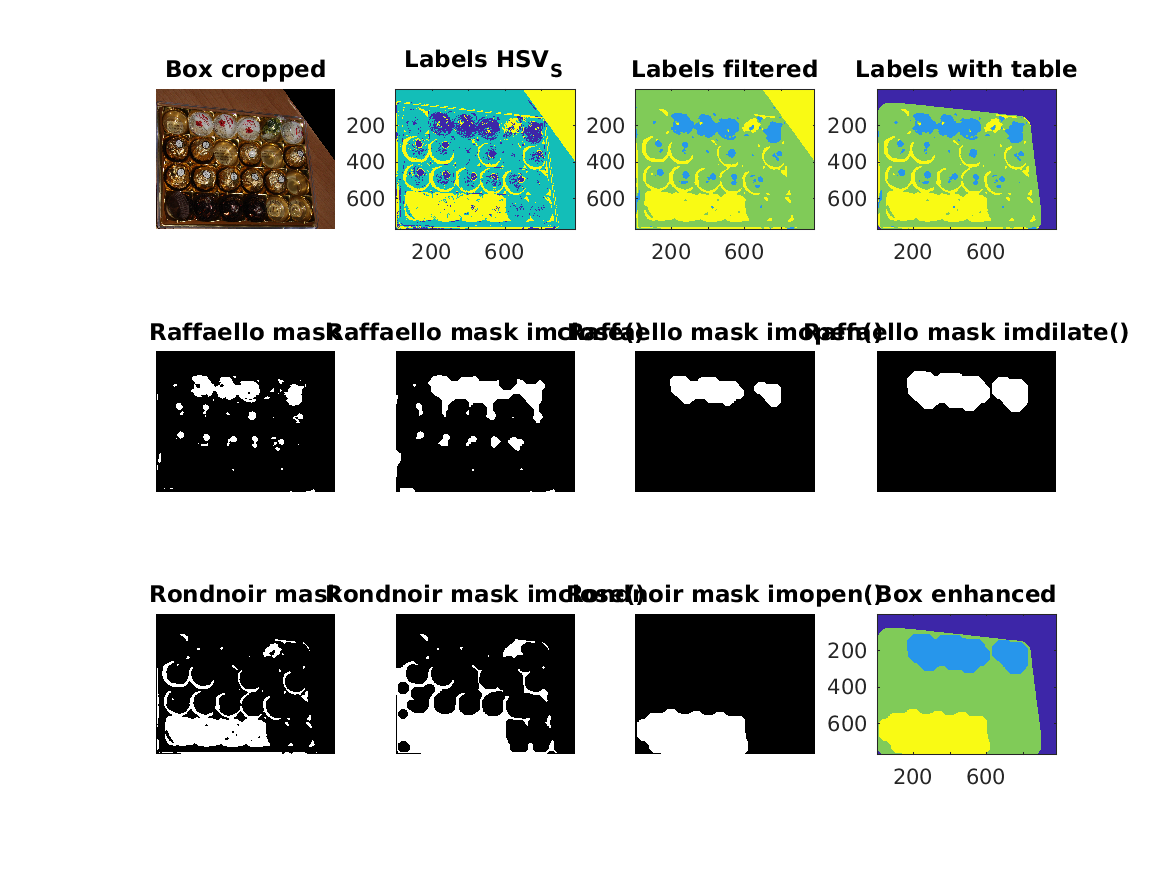 Box cropped
Labels HSV_S
Labels filtered
Labels with table
200
400
600
200 600
200
400
600
200 600
200
400
600
200 600
Raffaello mask
Raffaello mask imclose()
Raffaello mask imopen()
Raffaello mask imdilate()
Rondnoir mask
Rondnoir mask imclose()
Rondnoir mask imopen()
Box enhanced
200
400
600
200 600